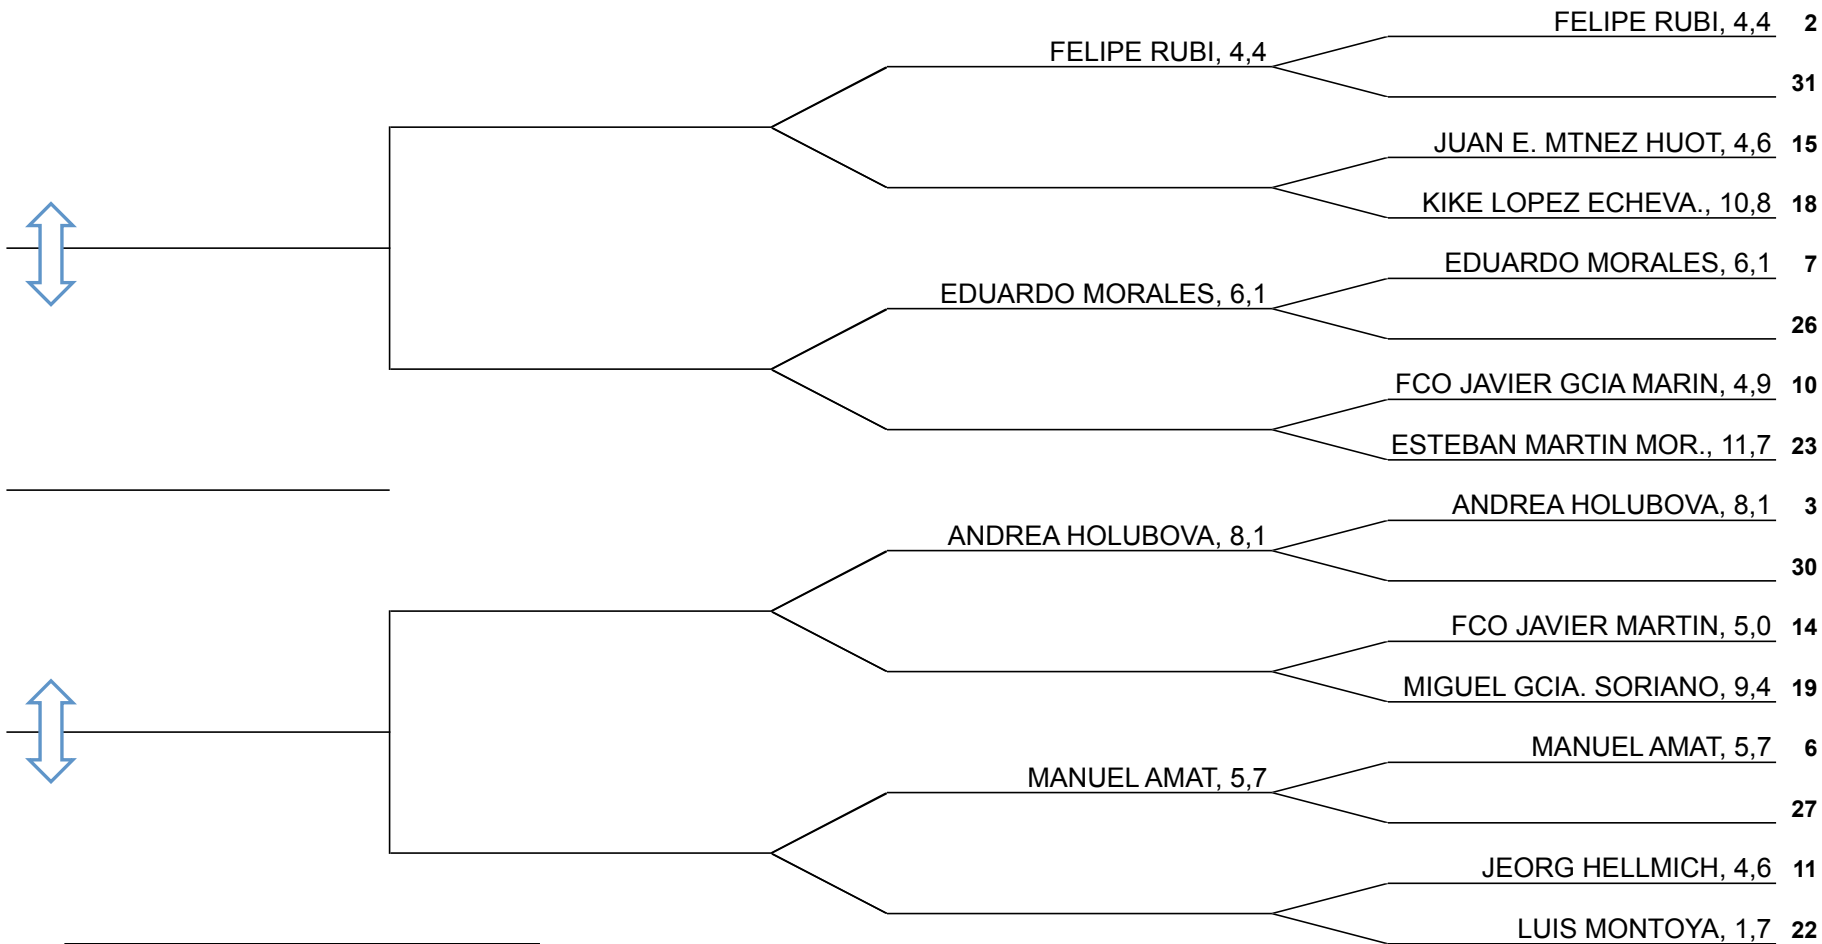 FELIPE RUBI, 4,4 2
FELIPE RUBI, 4,4
31
JUAN E. MTNEZ HUOT, 4,6 15
KIKE LOPEZ ECHEVA., 10,8 18
EDUARDO MORALES, 6,1 7
EDUARDO MORALES, 6,1
26
FCO JAVIER GCIA MARIN, 4,9 10
ESTEBAN MARTIN MOR., 11,7 23
ANDREA HOLUBOVA, 8,1 3
ANDREA HOLUBOVA, 8,1
30
FCO JAVIER MARTIN, 5,0 14
MIGUEL GCIA. SORIANO, 9,4 19
MANUEL AMAT, 5,7 6
MANUEL AMAT, 5,7
27
JEORG HELLMICH, 4,6 11
LUIS MONTOYA, 1,7 22